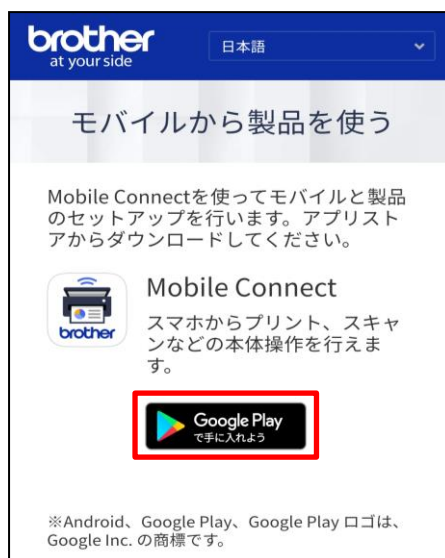 brother
at your side
日本語
モバイルから製品を使う
Mobile Connectを使ってモバイルと製品
のセットアップを行います。アプリスト
アからダウンロードしてください。
brother
Mobile Connect
スマホからプリント、スキャ
ンなどの本体操作を行えま
す。
Google Play
で手に入れよう
※Android、Google Play、Google Play ロゴは、
Google Inc. の商標です。